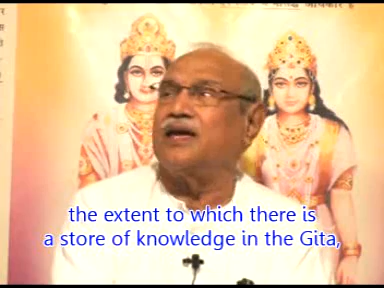 the extent to which there is
a store of knowledge in the Gita,